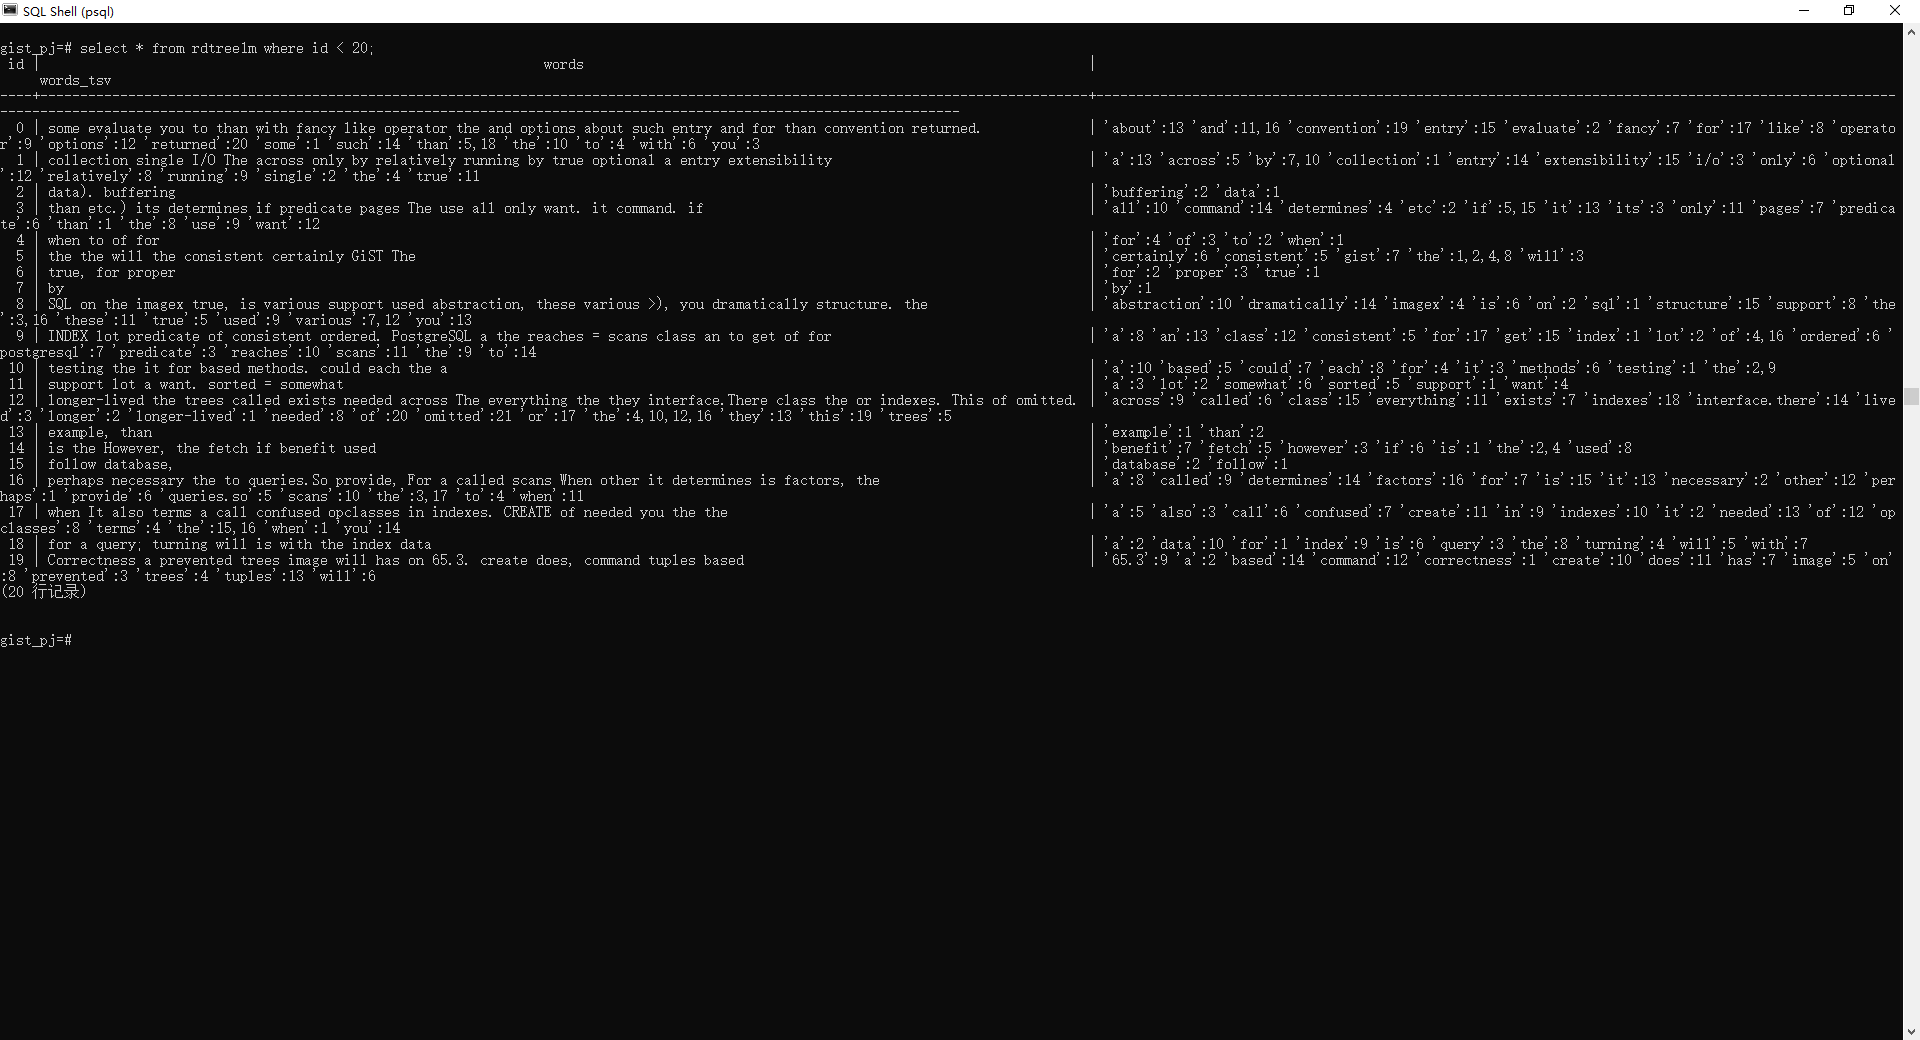 SQL Shell (psql)
gist_pj=# select * from rdtree1m where id < 20;
id | words |
words_tsv
----+-----------------------------------------------------------------------------------------------------------------------------------+----------------------------------------------------------------------------------------------------
------------------------------------------------------------------------------------------------------------------------
0 | some evaluate you to than with fancy like operator the and options about such entry and for than convention returned. | 'about':13 'and':11,16 'convention':19 'entry':15 'evaluate':2 'fancy':7 'for':17 'like':8 'operato
r':9 'options':12 'returned':20 'some':1 'such':14 'than':5,18 'the':10 'to':4 'with':6 'you':3
1 | collection single I/O The across only by relatively running by true optional a entry extensibility | 'a':13 'across':5 'by':7,10 'collection':1 'entry':14 'extensibility':15 'i/o':3 'only':6 'optional
':12 'relatively':8 'running':9 'single':2 'the':4 'true':11
2 | data). buffering | 'buffering':2 'data':1
3 | than etc.) its determines if predicate pages The use all only want. it command. if | 'all':10 'command':14 'determines':4 'etc':2 'if':5,15 'it':13 'its':3 'only':11 'pages':7 'predica
te':6 'than':1 'the':8 'use':9 'want':12
4 | when to of for | 'for':4 'of':3 'to':2 'when':1
5 | the the will the consistent certainly GiST The | 'certainly':6 'consistent':5 'gist':7 'the':1,2,4,8 'will':3
6 | true, for proper | 'for':2 'proper':3 'true':1
7 | by | 'by':1
8 | SQL on the imagex true, is various support used abstraction, these various >), you dramatically structure. the | 'abstraction':10 'dramatically':14 'imagex':4 'is':6 'on':2 'sql':1 'structure':15 'support':8 'the
':3,16 'these':11 'true':5 'used':9 'various':7,12 'you':13
9 | INDEX lot predicate of consistent ordered. PostgreSQL a the reaches = scans class an to get of for | 'a':8 'an':13 'class':12 'consistent':5 'for':17 'get':15 'index':1 'lot':2 'of':4,16 'ordered':6 '
postgresql':7 'predicate':3 'reaches':10 'scans':11 'the':9 'to':14
10 | testing the it for based methods. could each the a | 'a':10 'based':5 'could':7 'each':8 'for':4 'it':3 'methods':6 'testing':1 'the':2,9
11 | support lot a want. sorted = somewhat | 'a':3 'lot':2 'somewhat':6 'sorted':5 'support':1 'want':4
12 | longer-lived the trees called exists needed across The everything the they interface.There class the or indexes. This of omitted. | 'across':9 'called':6 'class':15 'everything':11 'exists':7 'indexes':18 'interface.there':14 'live
d':3 'longer':2 'longer-lived':1 'needed':8 'of':20 'omitted':21 'or':17 'the':4,10,12,16 'they':13 'this':19 'trees':5
13 | example, than | 'example':1 'than':2
14 | is the However, the fetch if benefit used | 'benefit':7 'fetch':5 'however':3 'if':6 'is':1 'the':2,4 'used':8
15 | follow database, | 'database':2 'follow':1
16 | perhaps necessary the to queries.So provide, For a called scans When other it determines is factors, the | 'a':8 'called':9 'determines':14 'factors':16 'for':7 'is':15 'it':13 'necessary':2 'other':12 'per
haps':1 'provide':6 'queries.so':5 'scans':10 'the':3,17 'to':4 'when':11
17 | when It also terms a call confused opclasses in indexes. CREATE of needed you the the | 'a':5 'also':3 'call':6 'confused':7 'create':11 'in':9 'indexes':10 'it':2 'needed':13 'of':12 'op
classes':8 'terms':4 'the':15,16 'when':1 'you':14
18 | for a query; turning will is with the index data | 'a':2 'data':10 'for':1 'index':9 'is':6 'query':3 'the':8 'turning':4 'will':5 'with':7
19 | Correctness a prevented trees image will has on 65.3. create does, command tuples based | '65.3':9 'a':2 'based':14 'command':12 'correctness':1 'create':10 'does':11 'has':7 'image':5 'on'
:8 'prevented':3 'trees':4 'tuples':13 'will':6
(20 行记录)
gist_pj=#